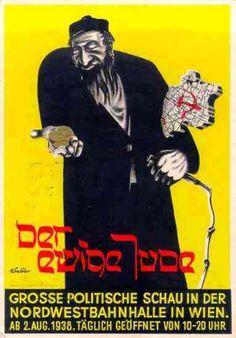 Der
ewige Jude
GROSSE POLITISCHE SCHAU IN DER
NORDWESTBAHNHALLE IN WIEN.
AB 2. AUG. 1938. TÄGLICH GEÖFFNET VON 10-20 UHR